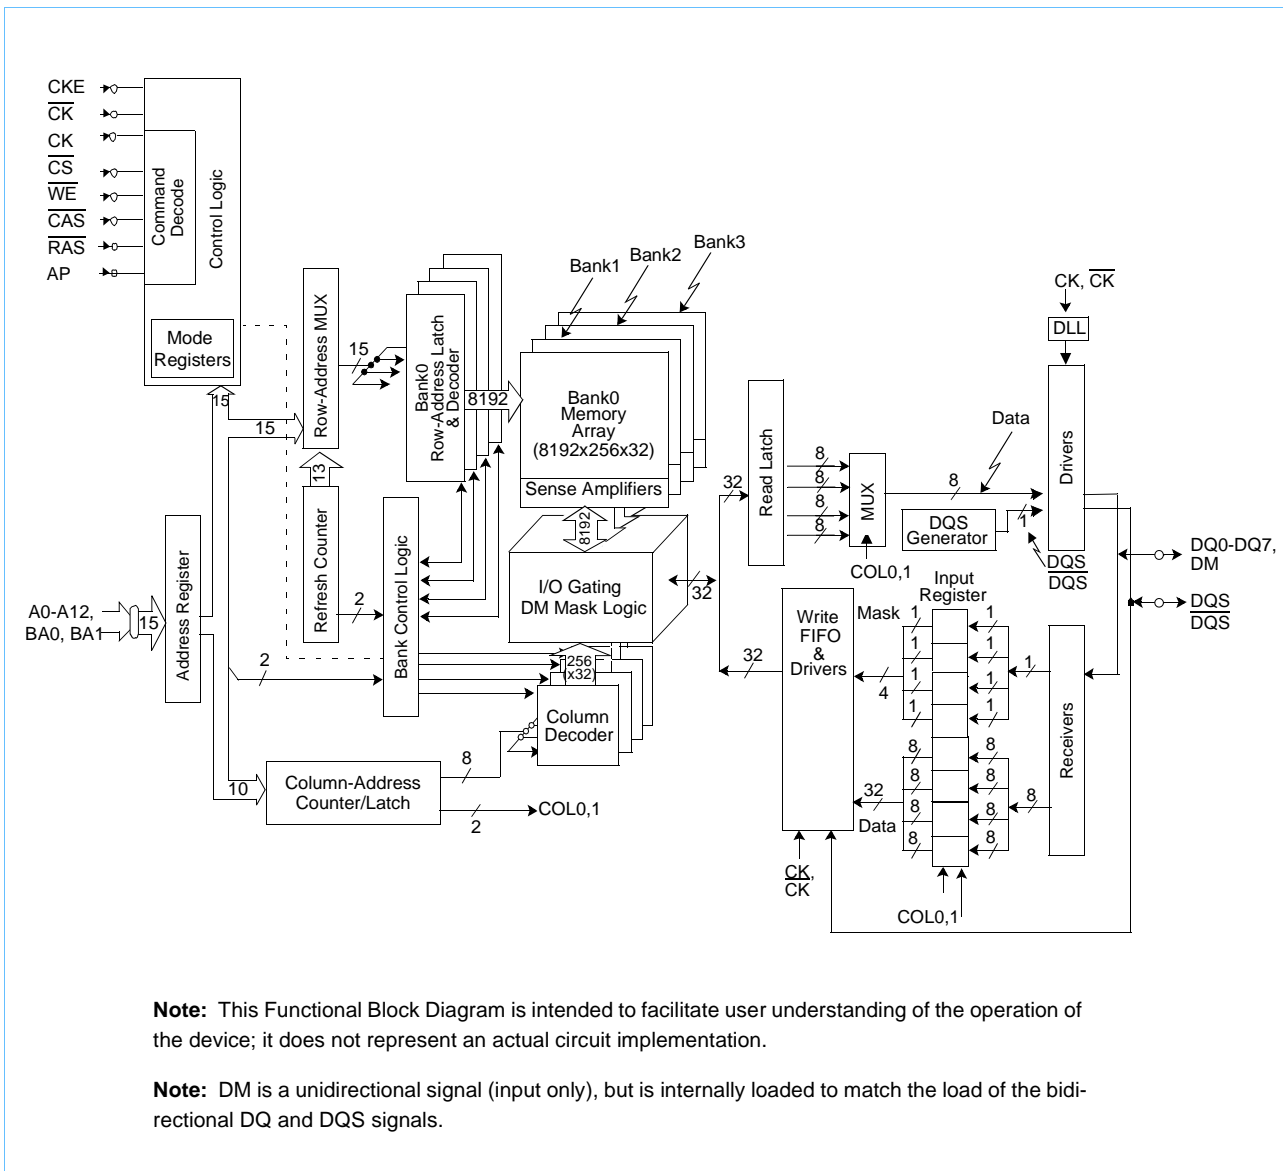 CKE
CK
CK
CS
WE
CAS
RAS
AP
Command
Decode
Control Logic
Mode
Registers
15
15
Row-Address MUX
13
Refresh Counter
15
Bank0
Row-Address Latch
& Decoder
8192
Bank1
Bank2
Bank3
Bank0
Memory
Array
(8192x256x32)
Sense Amplifiers
8192
I/O Gating
DM Mask Logic
2
Bank Control Logic
A0-A12,
BA0, BA1
15
Address Register
2
256
(x32)
Column
Decoder
10
Column-Address
Counter/Latch
8
2
COL0,1
32
32
32
Read Latch
8
8
8
8
MUX
COL0,1
8
Data
DQS
Generator
1
DQS
DQS
CK, CK
DLL
Drivers
DQ0-DQ7,
DM
DQS
DQS
Write
FIFO
&
Drivers
Mask
Input
Register
1
1
1
1
1
1
1
1
1
4
8
8
8
8
8
8
8
8
8
32
Data
Receivers
CK,
CK
COL0,1
Note: This Functional Block Diagram is intended to facilitate user understanding of the operation of
the device; it does not represent an actual circuit implementation.
Note: DM is a unidirectional signal (input only), but is internally loaded to match the load of the bidi-
rectional DQ and DQS signals.